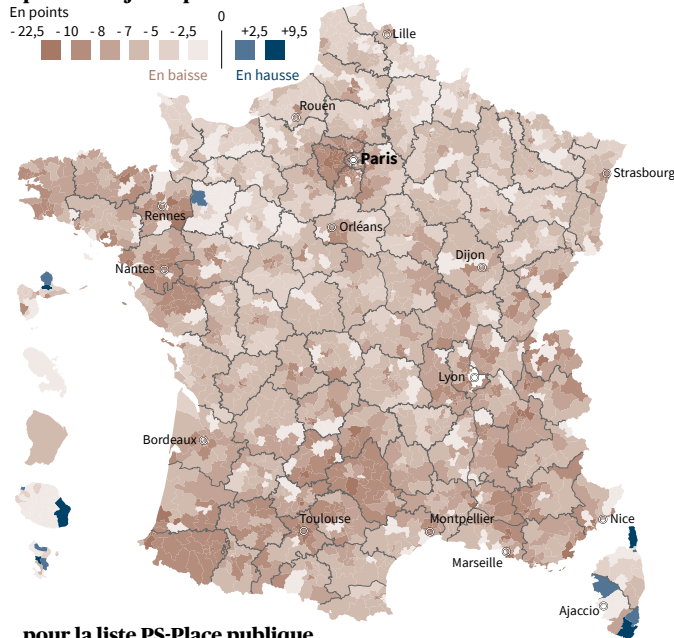 En points
- 22,5 - 10 - 8 - 7 - 5 - 2,5 0 +2,5 +9,5
En baisse En hausse
Lille
Rouen
Paris
Strasbourg
Rennes
Orléans
Dijon
Nantes
Lyon
Bordeaux
Toulouse
Montpellier
Nice
Marseille
Ajaccio
pour la liste PS-Place publique